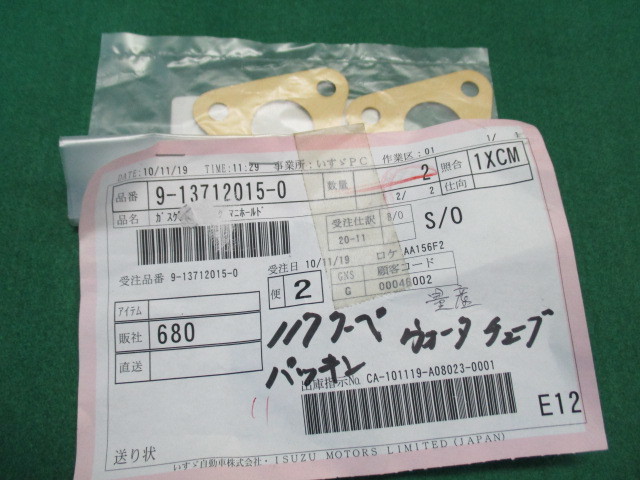 DATE:10/11/19 TIME:11:29 事業所:いすゞPC 作業区:01 1/
品番 9-13712015-0 数量 2 照合 1XCM
2/ 2 仕向
品名 ガスケ マニホールド
受注仕訳 B/O S/O
20-11
受注日 10/11/19 ロケ AA156F2
受注品番 9-13712015-0
GNS 顧客コード
便 2 G 00046002
アイテム 量産
販社 680 117クーペ ウォータ チューブ
直送 パッキン
出庫指示No. CA-101119-A08023-0001
E12
送り状
いすゞ自動車株式会社・ISUZU MOTORS LIMITED(JAPAN)